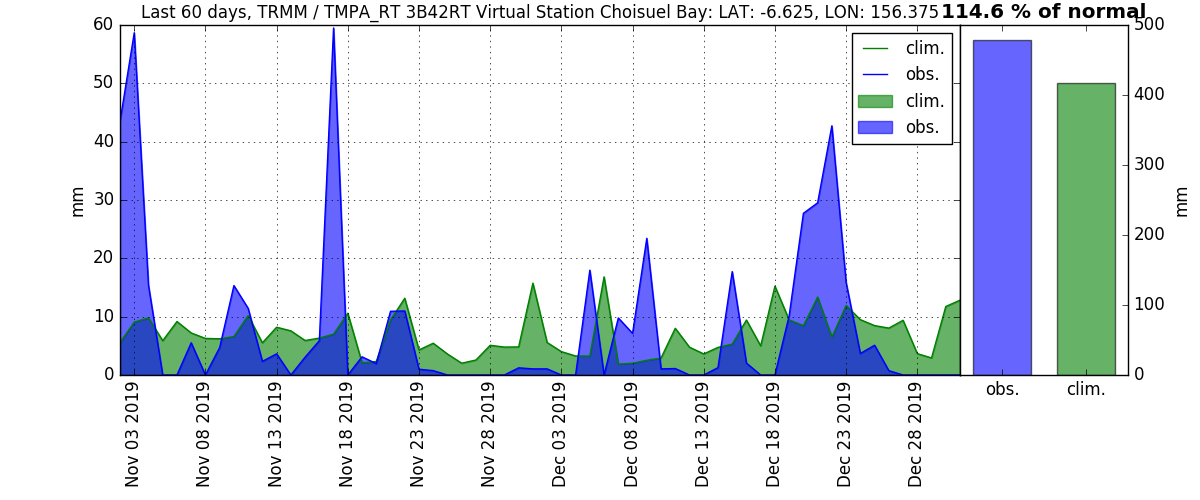 Last 60 days, TRMM / TMPA_RT 3B42RT Virtual Station Choisuel Bay: LAT: -6.625, LON: 156.375
114.6 % of normal
clim.
obs.
clim.
obs.
mm
60
50
40
30
20
10
0
Nov 03 2019
Nov 08 2019
Nov 13 2019
Nov 18 2019
Nov 23 2019
Nov 28 2019
Dec 03 2019
Dec 08 2019
Dec 13 2019
Dec 18 2019
Dec 23 2019
Dec 28 2019
obs.
clim.
500
400
300
200
100
0
mm